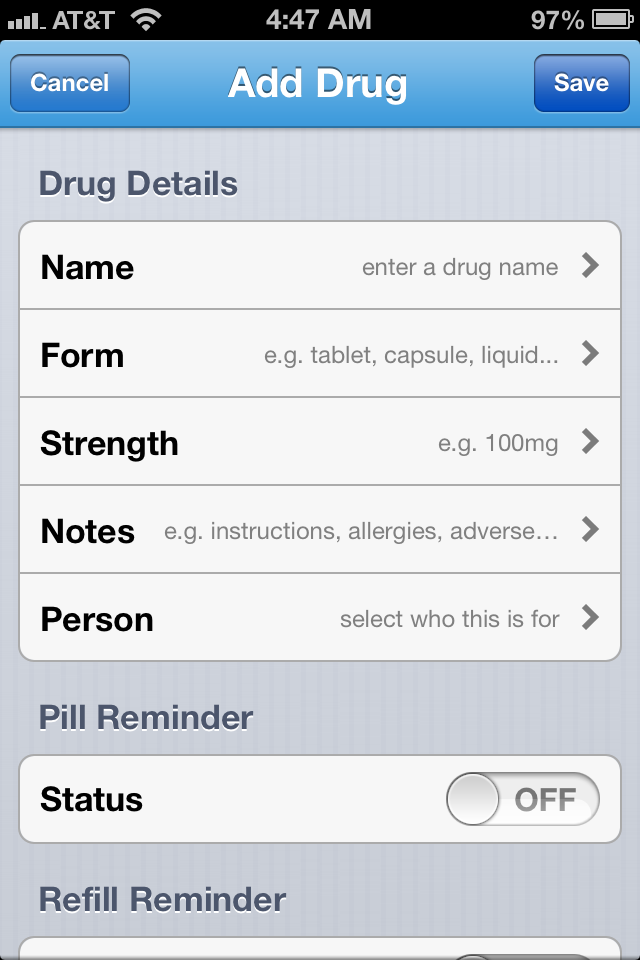 AT&T 4:47 AM 97%
Cancel Add Drug Save
Drug Details
Name enter a drug name
Form e.g. tablet, capsule, liquid...
Strength e.g. 100mg
Notes e.g. instructions, allergies, adverse...
Person select who this is for
Pill Reminder
Status OFF
Refill Reminder